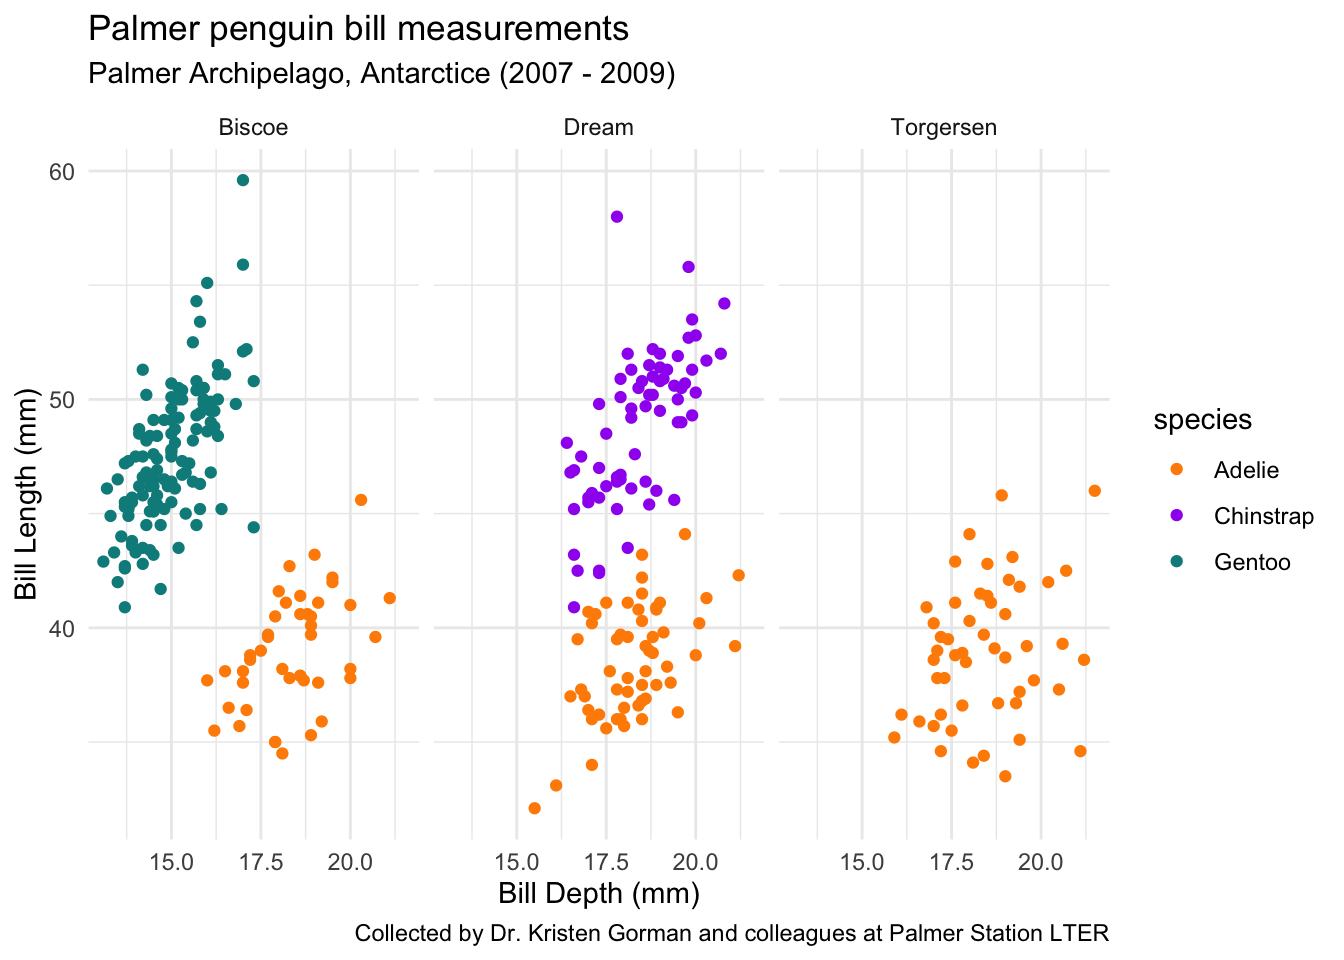 Palmer penguin bill measurements
Palmer Archipelago, Antarctice (2007 - 2009)
Biscoe Dream Torgersen
60
50
40
Bill Length (mm)
15.0 17.5 20.0 15.0 17.5 20.0 15.0 17.5 20.0
Bill Depth (mm)
species
Adelie
Chinstrap
Gentoo
Collected by Dr. Kristen Gorman and colleagues at Palmer Station LTER